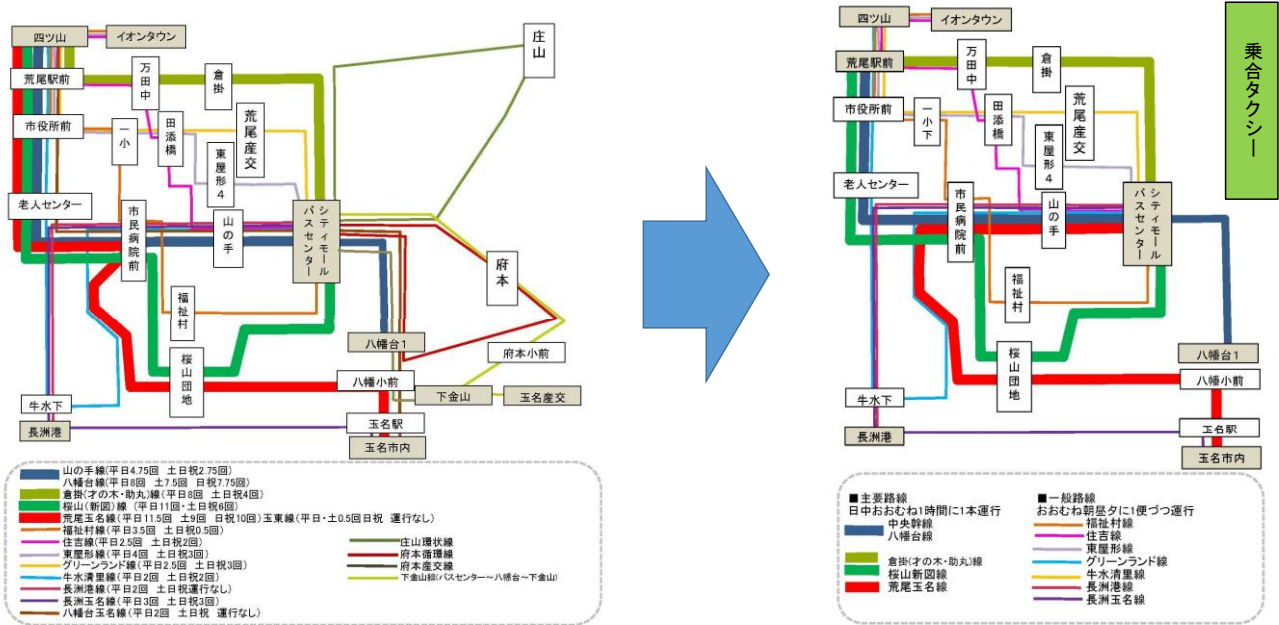 四ツ山
イオンタウン
荒尾駅前
万田中
倉掛
庄山
市役所前
一小
田添橋
荒尾産交
東屋形4
老人センター
市民病院前
山の手
シティモールバスセンター
府本
福祉村
桜山団地
八幡台1
府本小前
八幡小前
下金山
玉名産交
牛水下
長洲港
玉名駅
玉名市内
山の手線(平日4.75回 土日祝2.75回)
八幡台線(平日8回 土7.5回 日祝7.75回)
倉掛(才の木・助丸)線(平日8回 土日祝4回)
桜山(新図)線 (平日11回・土日祝6回)
荒尾玉名線(平日11.5回 土9回 日祝10回)玉東線(平日・土0.5回日祝 運行なし)
福祉村線(平日3.5回 土日祝0.5回)
住吉線(平日2.5回 土日祝2回)
東屋形線(平日4回 土日祝3回)
グリーンランド線(平日2.5回 土日祝3回)
牛水清里線(平日2回 土日祝2回)
長洲港線(平日2回 土日祝運行なし)
長洲玉名線(平日3回 土日祝3回)
八幡台玉名線(平日2回 土日祝 運行なし)
庄山環状線
府本循環線
府本産交線
下金山線(バスセンター～八幡台～下金山)
四ツ山
イオンタウン
乗合タクシー
荒尾駅前
万田中
倉掛
市役所前
一小下
田添橋
荒尾産交
東屋形4
老人センター
市民病院前
山の手
シティモールバスセンター
福祉村
桜山団地
八幡台1
八幡小前
牛水下
長洲港
玉名駅
玉名市内
■主要路線
日中おおむね1時間に1本運行
中央幹線
八幡台線
倉掛(才の木・助丸)線
桜山新図線
荒尾玉名線
■一般路線
おおむね朝昼夕に1便づつ運行
福祉村線
住吉線
東屋形線
グリーンランド線
牛水清里線
長洲港線
長洲玉名線